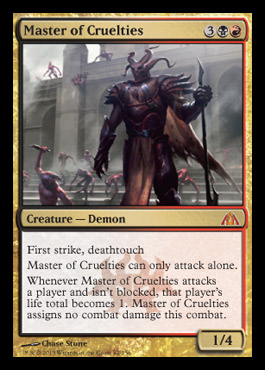 Master of Cruelties 3
Creature — Demon
First strike, deathtouch
Master of Cruelties can only attack alone.
Whenever Master of Cruelties attacks
a player and isn't blocked, that player's
life total becomes 1. Master of Cruelties
assigns no combat damage this combat.
Chase Stone
1/4